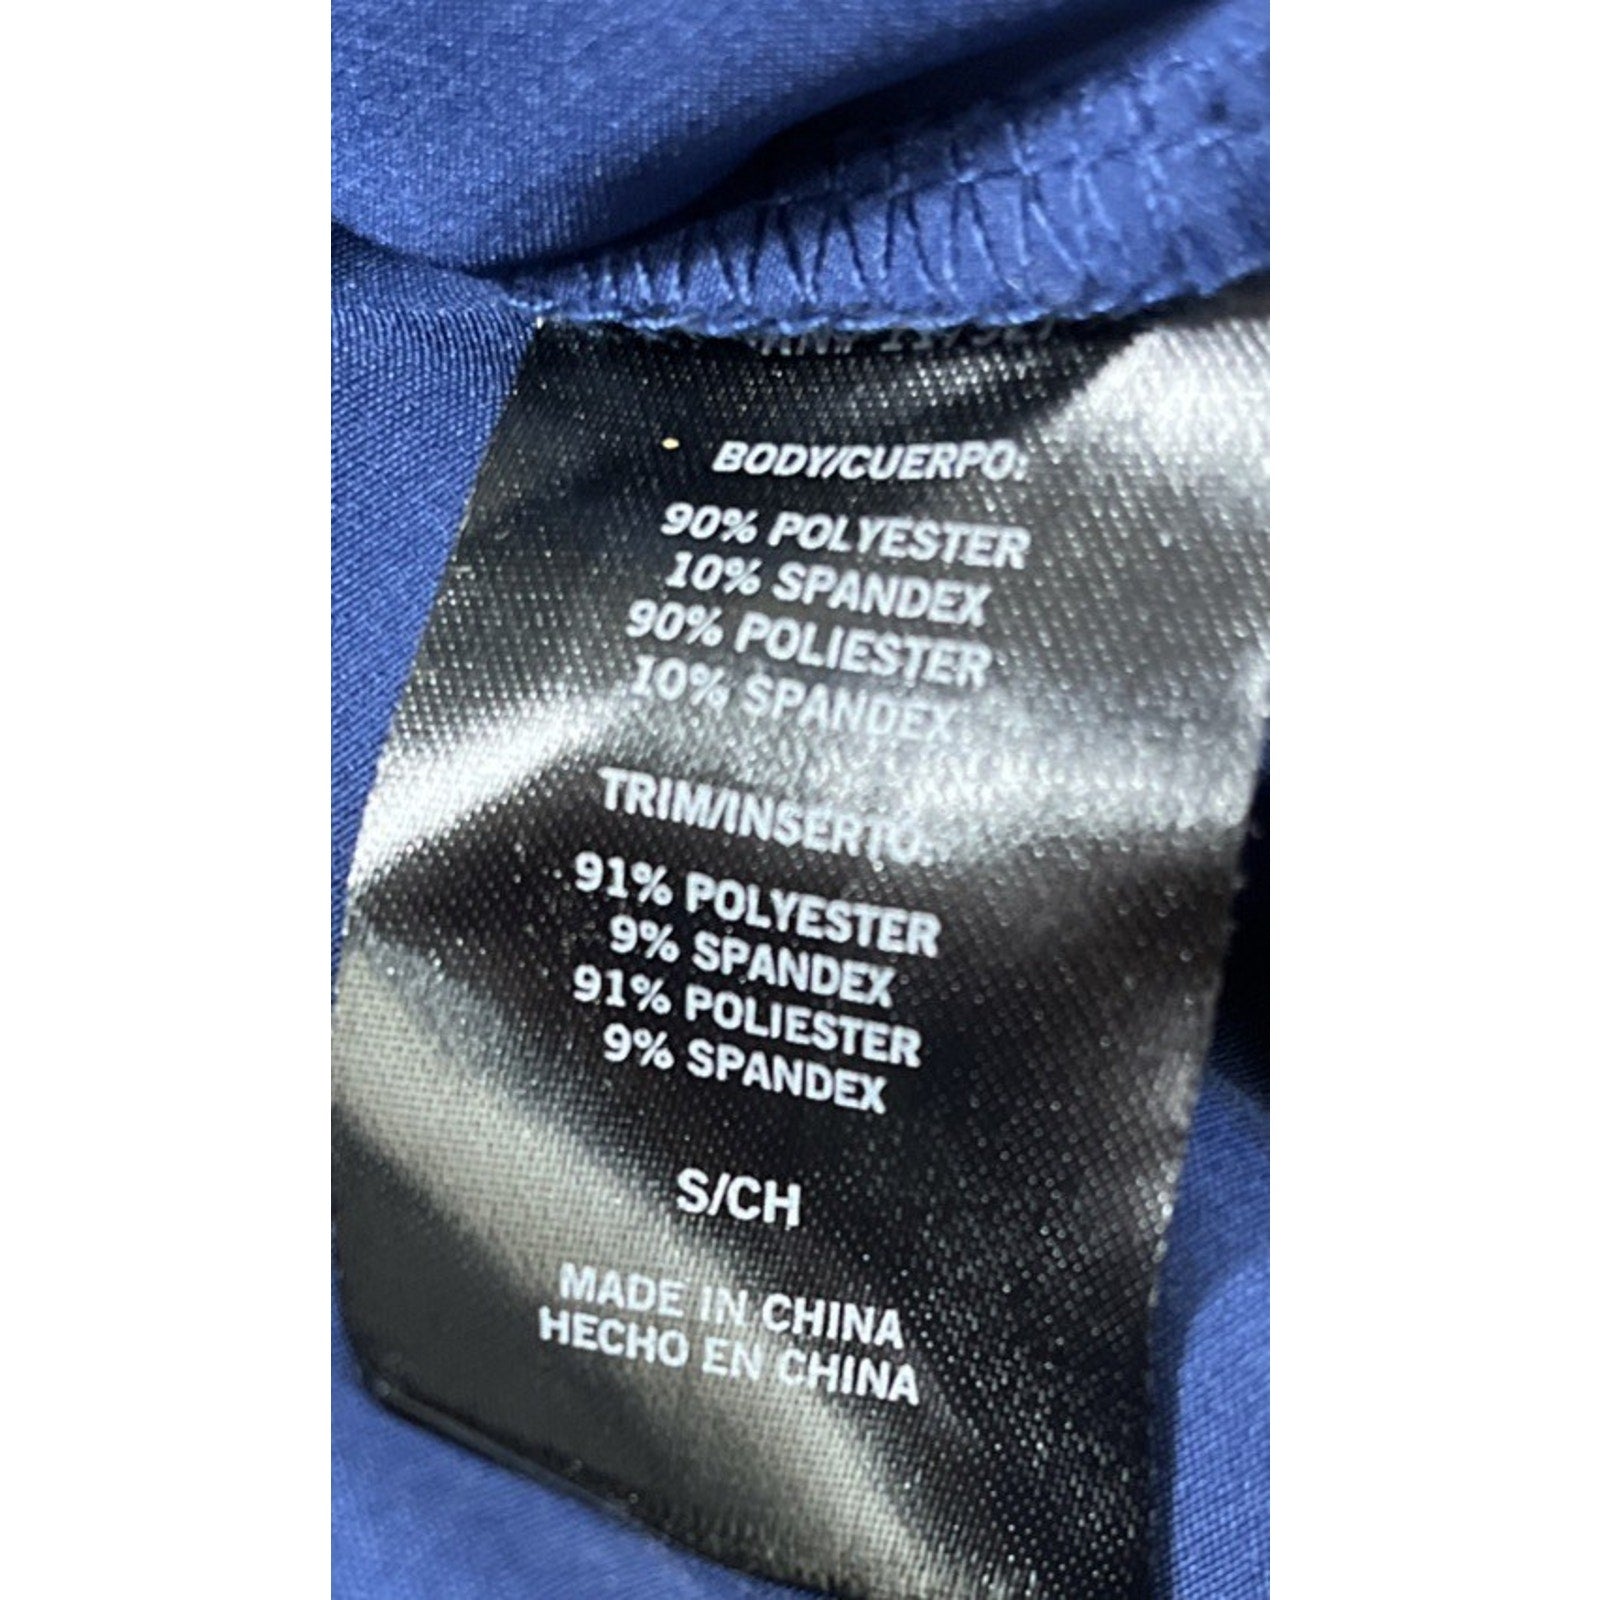 BODY/CUERPO:
90% POLYESTER
10% SPANDEX
90% POLIESTER
10% SPANDEX
TRIM/INSERTO:
91% POLYESTER
9% SPANDEX
91% POLIESTER
9% SPANDEX
S/CH
MADE IN CHINA
HECHO EN CHINA